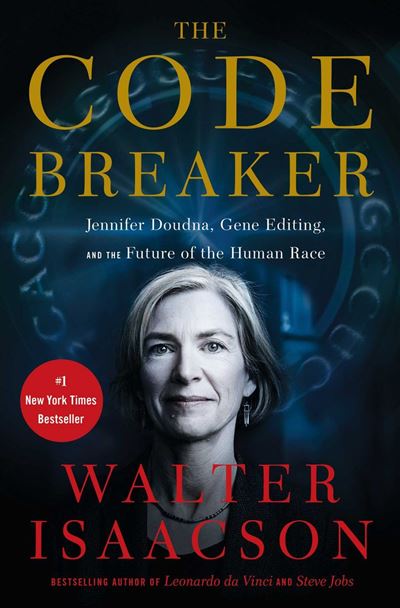 THE
CODE
BREAKER
Jennifer Doudna, Gene Editing,
AND THE Future of the Human Race
#1
New York Times
Bestseller
WALTER
ISAACSON
BESTSELLING AUTHOR OF Leonardo da Vinci AND Steve Jobs